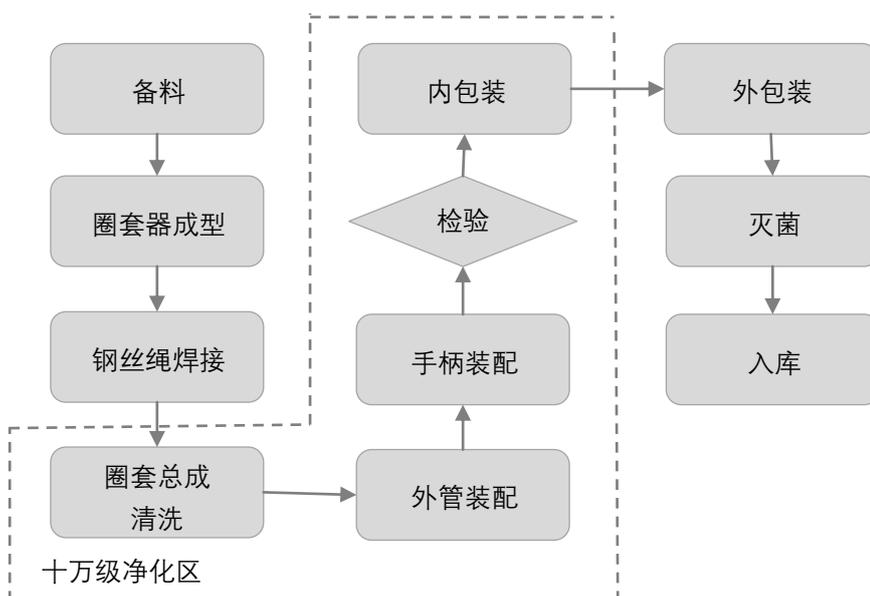 备料
圈套器成型
钢丝绳焊接
圈套总成
清洗
外管装配
手柄装配
检验
内包装
外包装
灭菌
入库
十万级净化区